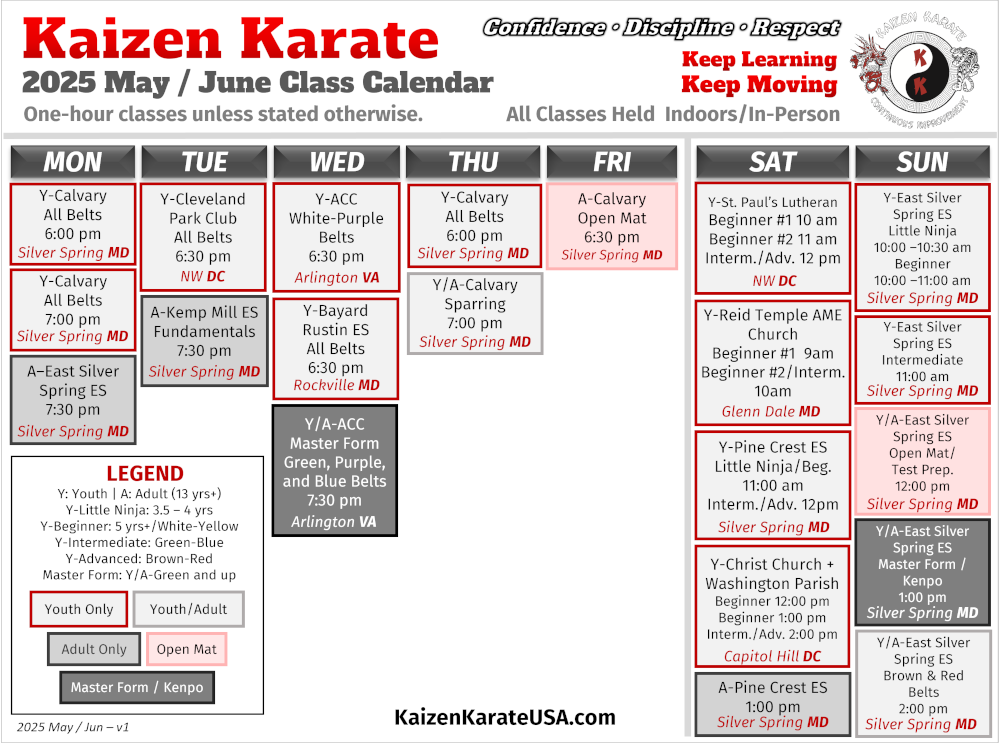 Kaizen Karate
2025 May / June Class Calendar
One-hour classes unless stated otherwise.
Confidence • Discipline • Respect
Keep Learning
Keep Moving
All Classes Held Indoors/In-Person
KAIZEN KARATE
K
K
CONTINUOUS IMPROVEMENT
MON
Y-Calvary
All Belts
6:00 pm
Silver Spring MD
Y-Calvary
All Belts
7:00 pm
Silver Spring MD
A–East Silver
Spring ES
7:30 pm
Silver Spring MD
TUE
Y-Cleveland
Park Club
All Belts
6:30 pm
NW DC
A-Kemp Mill ES
Fundamentals
7:30 pm
Silver Spring MD
WED
Y-ACC
White-Purple
Belts
6:30 pm
Arlington VA
Y-Bayard
Rustin ES
All Belts
6:30 pm
Rockville MD
Y/A-ACC
Master Form
Green, Purple,
and Blue Belts
7:30 pm
Arlington VA
THU
Y-Calvary
All Belts
6:00 pm
Silver Spring MD
Y/A-Calvary
Sparring
7:00 pm
Silver Spring MD
FRI
A-Calvary
Open Mat
6:30 pm
Silver Spring MD
SAT
Y-St. Paul's Lutheran
Beginner #1 10 am
Beginner #2 11 am
Interm./Adv. 12 pm
NW DC
Y-Reid Temple AME
Church
Beginner #1 9am
Beginner #2/Interm.
10am
Glenn Dale MD
Y-Pine Crest ES
Little Ninja/Beg.
11:00 am
Interm./Adv. 12pm
Silver Spring MD
Y-Christ Church +
Washington Parish
Beginner 12:00 pm
Beginner 1:00 pm
Interm./Adv. 2:00 pm
Capitol Hill DC
A-Pine Crest ES
1:00 pm
Silver Spring MD
SUN
Y-East Silver
Spring ES
Little Ninja
10:00 –10:30 am
Beginner
10:00 –11:00 am
Silver Spring MD
Y-East Silver
Spring ES
Intermediate
11:00 am
Silver Spring MD
Y/A-East Silver
Spring ES
Open Mat/
Test Prep.
12:00 pm
Silver Spring MD
Y/A-East Silver
Spring ES
Master Form /
Kenpo
1:00 pm
Silver Spring MD
Y/A-East Silver
Spring ES
Brown & Red
Belts
2:00 pm
Silver Spring MD
LEGEND
Y: Youth | A: Adult (13 yrs+)
Y-Little Ninja: 3.5 – 4 yrs
Y-Beginner: 5 yrs+/White-Yellow
Y-Intermediate: Green-Blue
Y-Advanced: Brown-Red
Master Form: Y/A-Green and up
Youth Only
Youth/Adult
Adult Only
Open Mat
Master Form / Kenpo
2025 May / Jun – v1
KaizenKarateUSA.com